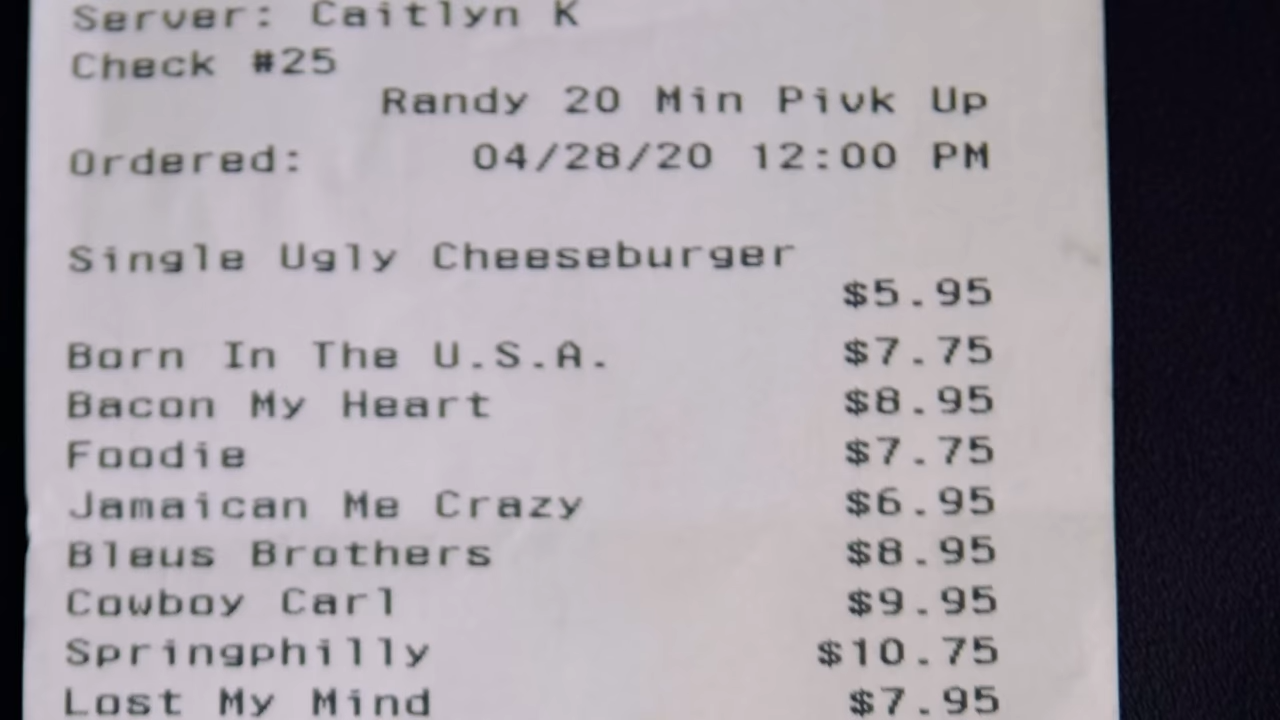 Server: Caitlyn K
Check #25
Randy 20 Min Pivk Up
Ordered: 04/28/20 12:00 PM
Single Ugly Cheeseburger
$5.95
Born In The U.S.A. $7.75
Bacon My Heart $8.95
Foodie $7.75
Jamaican Me Crazy $6.95
Bleus Brothers $8.95
Cowboy Carl $9.95
Springphilly $10.75
Lost My Mind $7.95